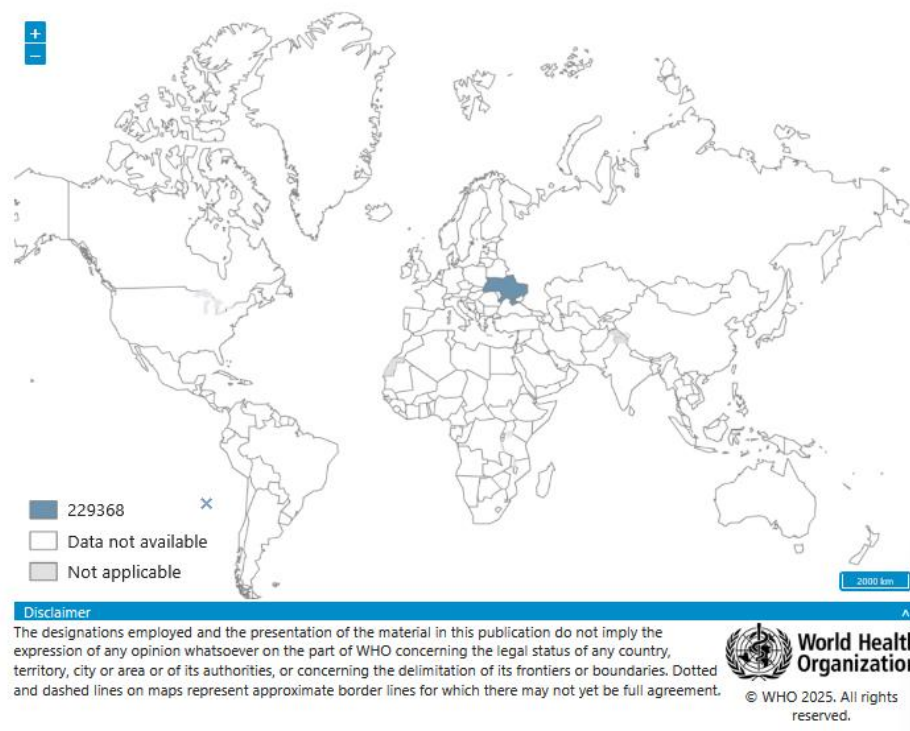 +
−
229368 ×
Data not available
Not applicable
2000 km
Disclaimer ^
The designations employed and the presentation of the material in this publication do not imply the
expression of any opinion whatsoever on the part of WHO concerning the legal status of any country,
territory, city or area or of its authorities, or concerning the delimitation of its frontiers or boundaries. Dotted
and dashed lines on maps represent approximate border lines for which there may not yet be full agreement.
World Health
Organization
© WHO 2025. All rights
reserved.